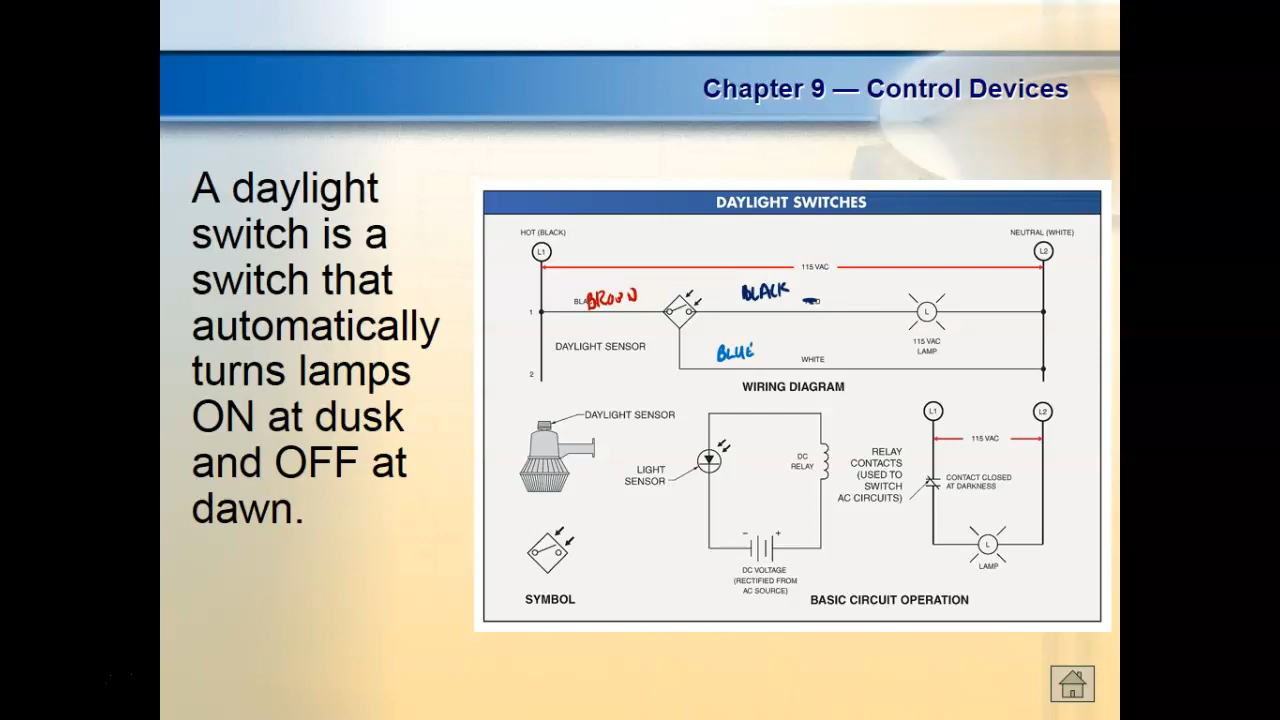 Chapter 9 — Control Devices
A daylight
switch is a
switch that
automatically
turns lamps
ON at dusk
and OFF at
dawn.
DAYLIGHT SWITCHES
HOT (BLACK)
NEUTRAL (WHITE)
L1
L2
115 VAC
BROWN
BLACK
1
L
DAYLIGHT SENSOR
115 VAC
LAMP
BLUE
WHITE
2
WIRING DIAGRAM
DAYLIGHT SENSOR
LIGHT
SENSOR
DC
RELAY
- +
DC VOLTAGE
(RECTIFIED FROM
AC SOURCE)
RELAY
CONTACTS
(USED TO
SWITCH
AC CIRCUITS)
L1
L2
115 VAC
CONTACT CLOSED
AT DARKNESS
L
LAMP
SYMBOL
BASIC CIRCUIT OPERATION